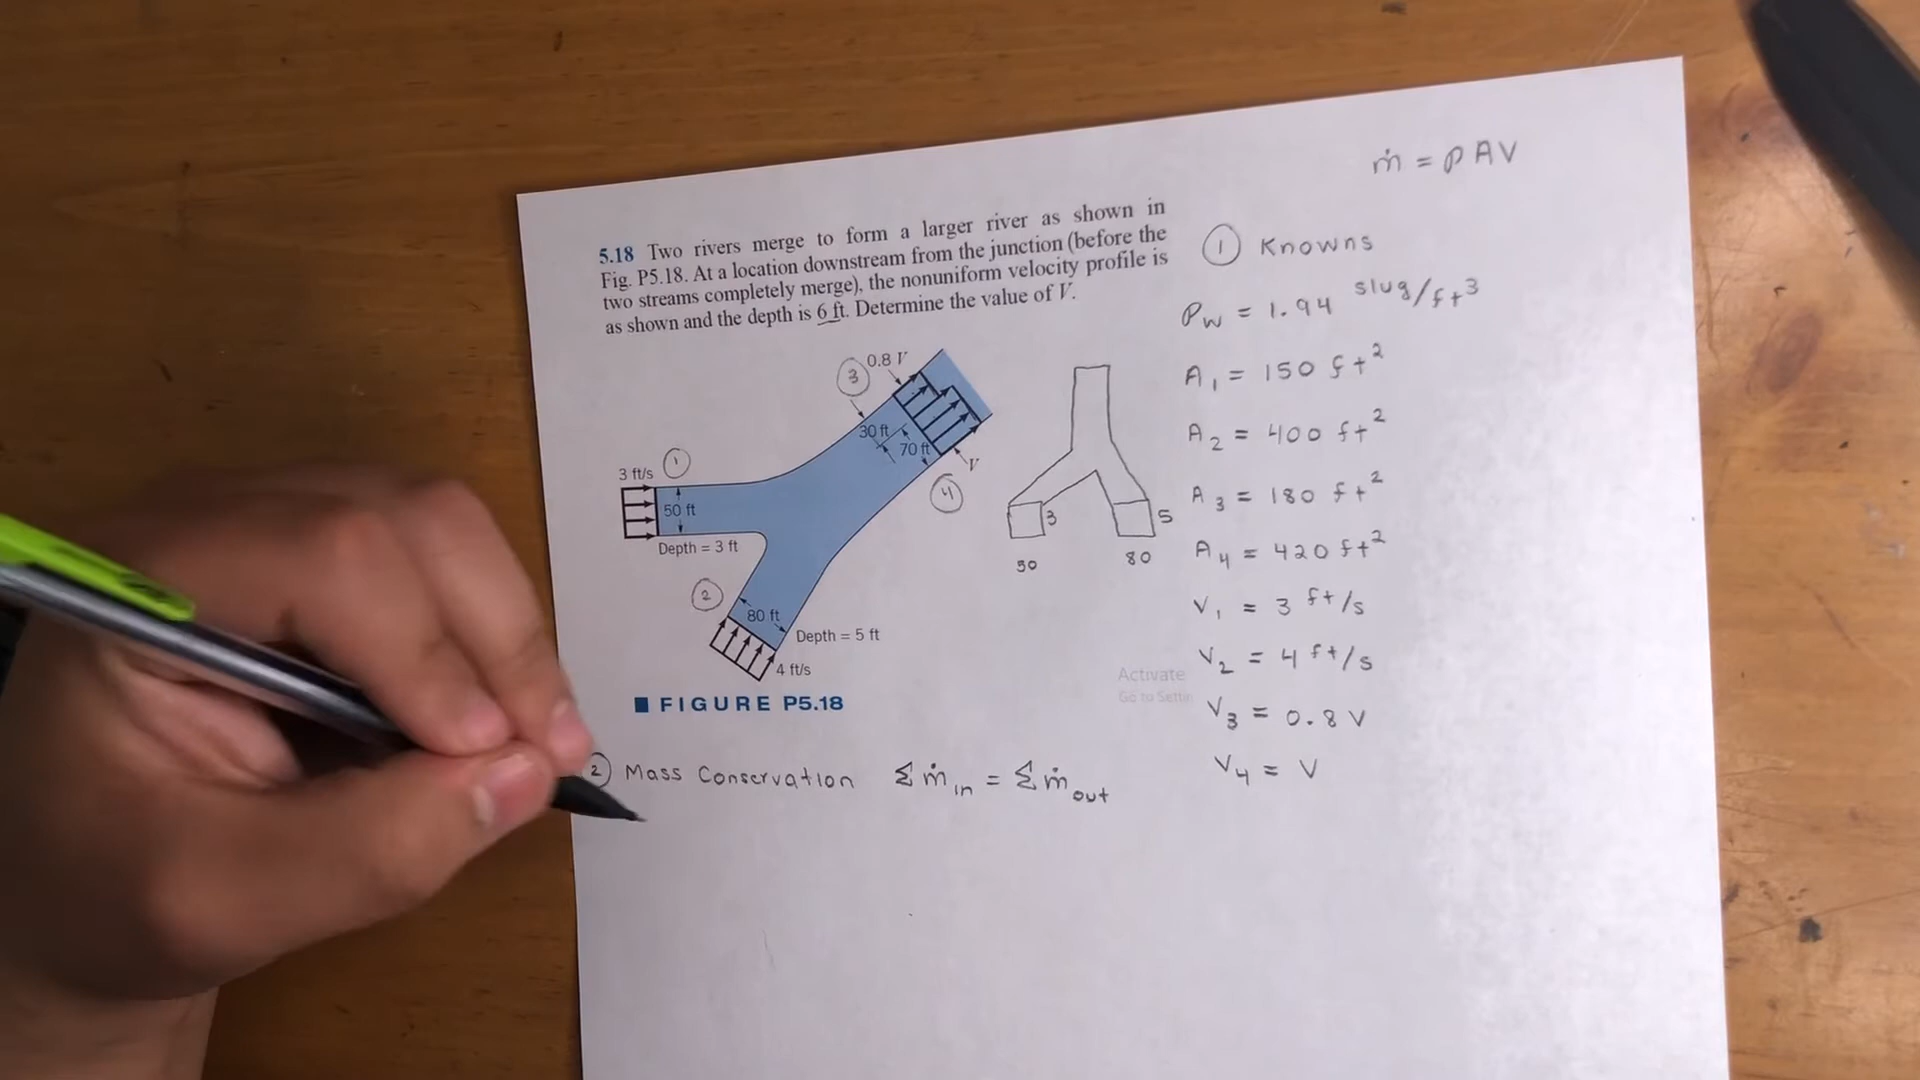 ṁ = ρAV
5.18 Two rivers merge to form a larger river as shown in
Fig. P5.18. At a location downstream from the junction (before the
two streams completely merge), the nonuniform velocity profile is
as shown and the depth is 6 ft. Determine the value of V.
① Knowns
ρw = 1.94 slug/ft³
A₁ = 150 ft²
A₂ = 400 ft²
A₃ = 180 ft²
A₄ = 420 ft²
V₁ = 3 ft/s
V₂ = 4 ft/s
V₃ = 0.8 V
V₄ = V
③ 0.8 V
30 ft
70 ft
V
④
3 ft/s ①
50 ft
Depth = 3 ft
②
80 ft
Depth = 5 ft
4 ft/s
3
5
50
80
Activate
Go to Settin
FIGURE P5.18
② Mass Conservation Σṁin = Σṁout